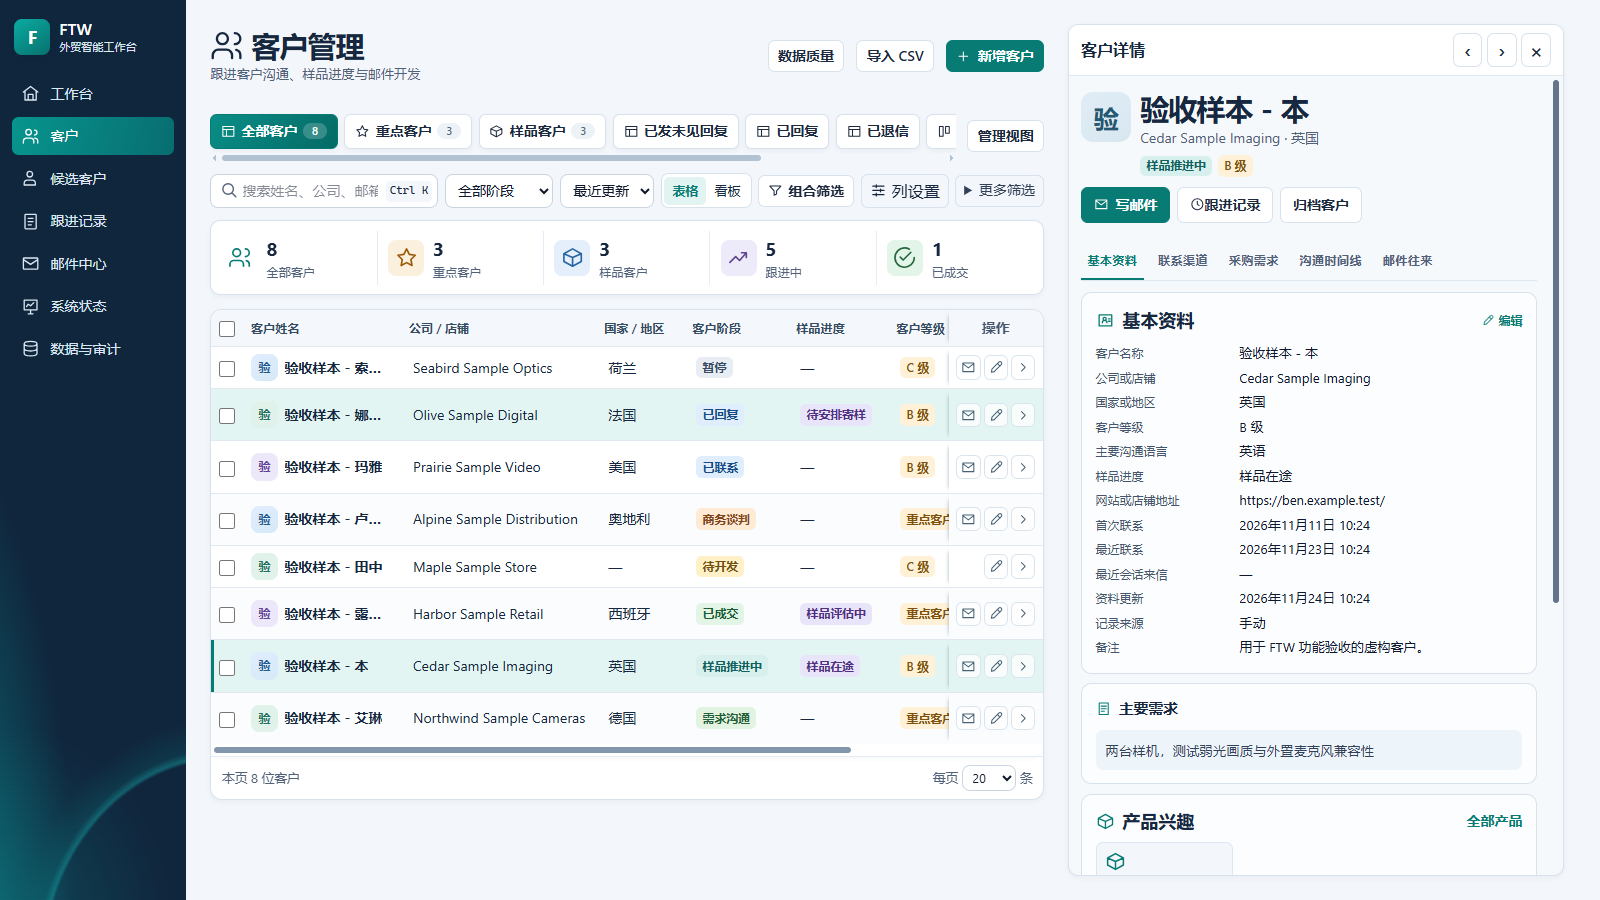 F
FTW
外贸智能工作台
工作台
客户
候选客户
跟进记录
邮件中心
系统状态
数据与审计
客户管理
跟进客户沟通、样品进度与邮件开发
数据质量
导入 CSV
+ 新增客户
全部客户 8
重点客户 3
样品客户 3
已发未见回复
已回复
已退信
管理视图
搜索姓名、公司、邮箱 Ctrl K
全部阶段
最近更新
表格 看板
组合筛选
列设置
更多筛选
8
全部客户
3
重点客户
3
样品客户
5
跟进中
1
已成交
客户姓名 公司 / 店铺 国家 / 地区 客户阶段 样品进度 客户等级 操作
验 验收样本 - 索... Seabird Sample Optics 荷兰 暂停 — C 级
验 验收样本 - 娜... Olive Sample Digital 法国 已回复 待安排寄样 B 级
验 验收样本 - 玛雅 Prairie Sample Video 美国 已联系 — B 级
验 验收样本 - 卢... Alpine Sample Distribution 奥地利 商务谈判 — 重点客户
验 验收样本 - 田中 Maple Sample Store — 待开发 — C 级
验 验收样本 - 露... Harbor Sample Retail 西班牙 已成交 样品评估中 重点客户
验 验收样本 - 本 Cedar Sample Imaging 英国 样品推进中 样品在途 B 级
验 验收样本 - 艾琳 Northwind Sample Cameras 德国 需求沟通 — 重点客户
本页 8 位客户
每页 20 条
客户详情
验
验收样本 - 本
Cedar Sample Imaging · 英国
样品推进中 B 级
写邮件
跟进记录
归档客户
基本资料 联系渠道 采购需求 沟通时间线 邮件往来
基本资料
编辑
客户名称 验收样本 - 本
公司或店铺 Cedar Sample Imaging
国家或地区 英国
客户等级 B 级
主要沟通语言 英语
样品进度 样品在途
网站或店铺地址 https://ben.example.test/
首次联系 2026年11月11日 10:24
最近联系 2026年11月23日 10:24
最近会话来信 —
资料更新 2026年11月24日 10:24
记录来源 手动
备注 用于 FTW 功能验收的虚构客户。
主要需求
两台样机，测试弱光画质与外置麦克风兼容性
产品兴趣
全部产品